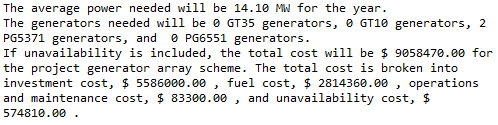 The average power needed will be 14.10 MW for the year.
The generators needed will be 0 GT35 generators, 0 GT10 generators, 2
PG5371 generators, and  0 PG6551 generators.
If unavailability is included, the total cost will be $ 9058470.00 for
the project generator array scheme. The total cost is broken into
investment cost, $ 5586000.00 , fuel cost, $ 2814360.00 , operations
and maintenance cost, $ 83300.00 , and unavailability cost, $
574810.00 .